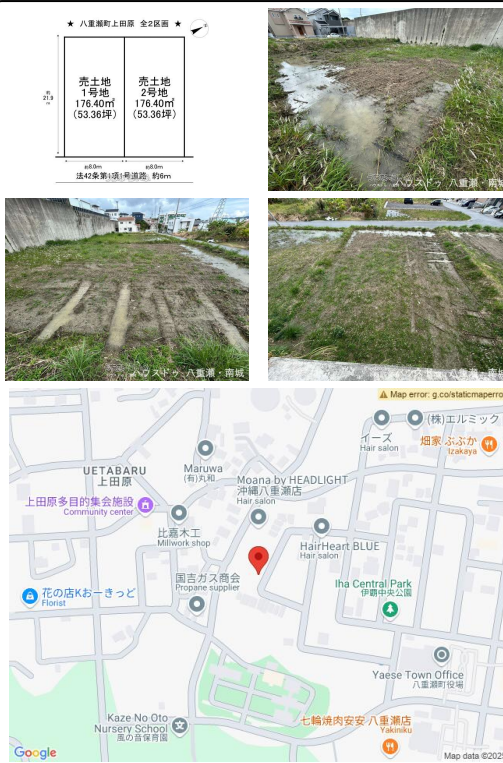 ★ 八重瀬町上田原 全2区画 ★
売土地
1号地
176.40㎡
(53.36坪)
売土地
2号地
176.40㎡
(53.36坪)
約
21.9
m
約8.0m
約8.0m
法42条第1項1号道路 約6m
ハウスドゥ 八重瀬・南城
ハウスドゥ 八重瀬・南城
ハウスドゥ 八重瀬・南城
Map error: g.co/staticmaperro
(株)エルミック
イーズ
Hair salon
畑家 ぶぶか
Izakaya
Maruwa
(有)丸和
UETABARU
上田原
Moana by HEADLIGHT
沖縄八重瀬店
Hair salon
上田原多目的集会施設
Community center
比嘉木工
Millwork shop
HairHeart BLUE
Hair salon
国吉ガス商会
Propane supplier
Iha Central Park
伊覇中央公園
花の店Kおーきっど
Florist
Yaese Town Office
八重瀬町役場
Kaze No Oto
Nursery School
風の音保育園
七輪焼肉安安 八重瀬店
Yakiniku
Google
Map data ©2025